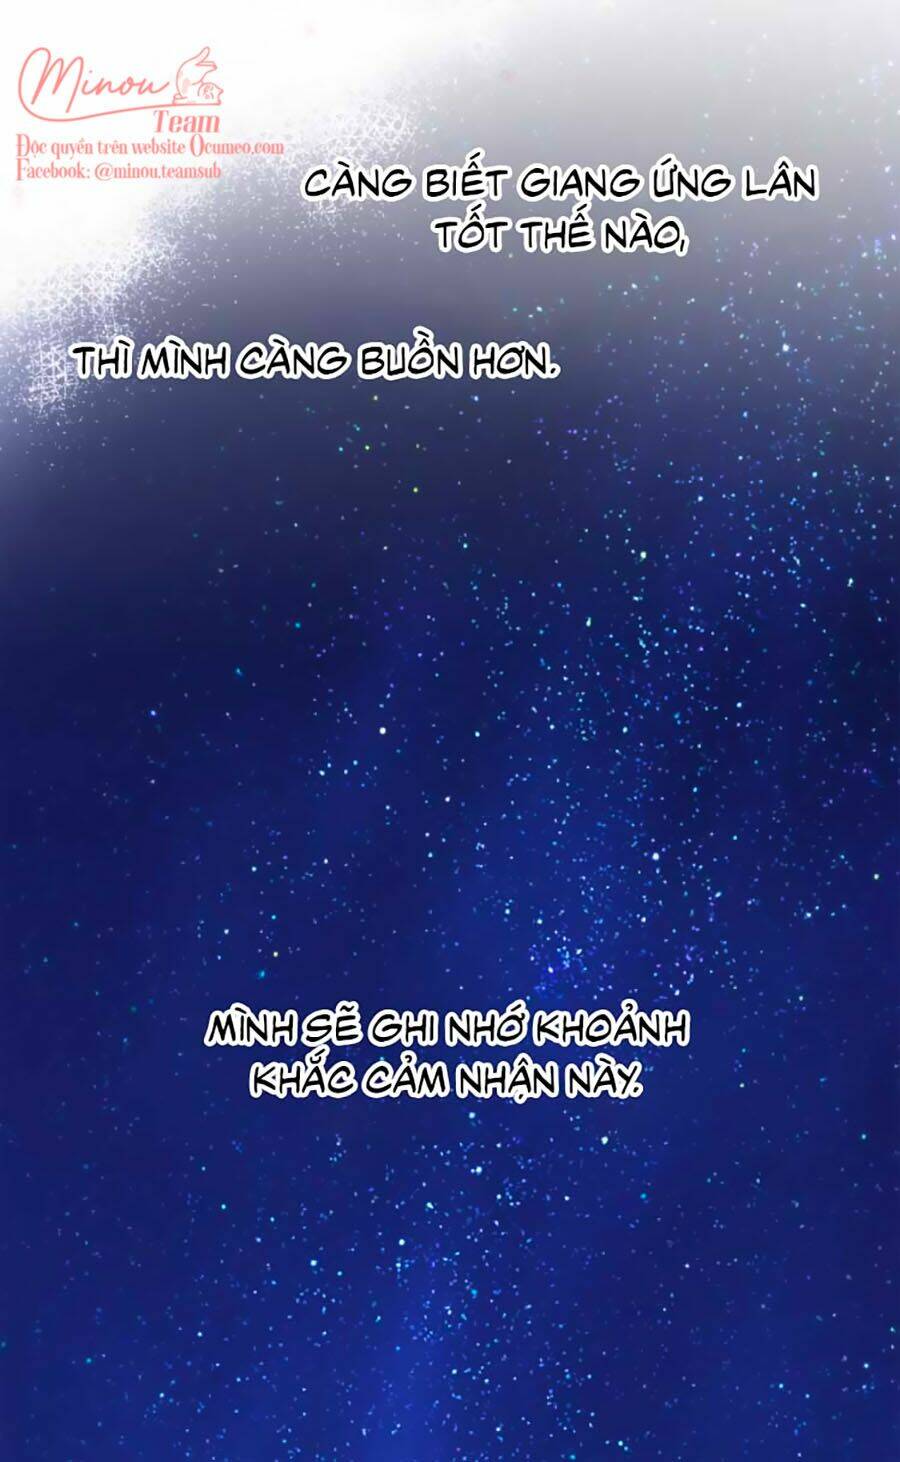 Minou
Team
Độc quyền trên website Ocumeo.com
Facebook: @minou.teamsub
CÀNG BIẾT GIANG ỨNG LÂN
TỐT THẾ NÀO,
THÌ MÌNH CÀNG BUỒN HƠN.
MÌNH SẼ GHI NHỚ KHOẢNH
KHẮC CẢM NHẬN NÀY.